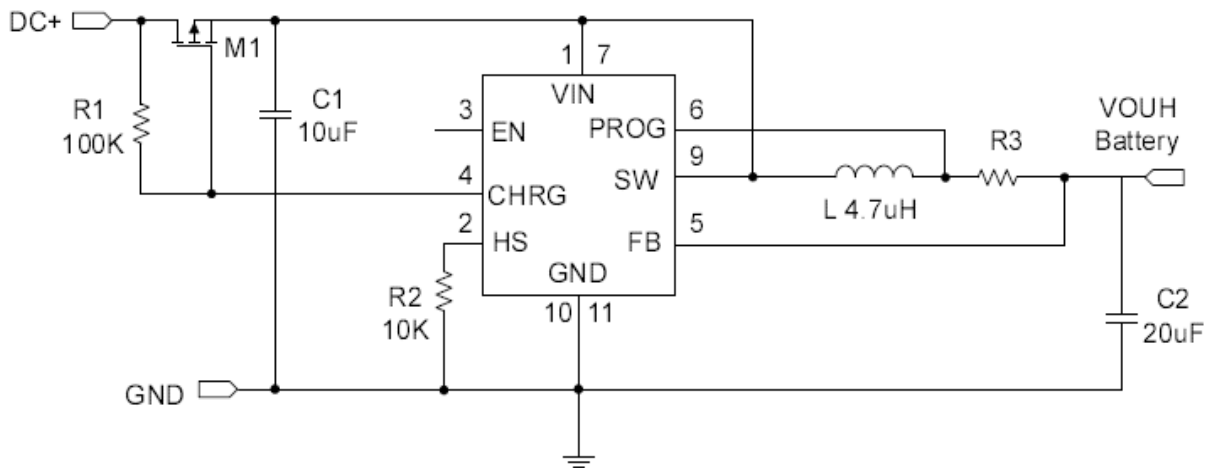 DC+
M1
R1
100K
C1
10uF
1 7
VIN
3
EN
PROG
6
SW
9
4
CHRG
2
HS
FB
5
GND
10 11
R2
10K
L 4.7uH
R3
VOUH
Battery
C2
20uF
GND